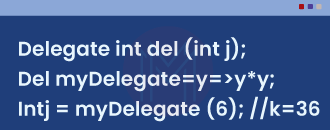 Delegate int del (int j);
Del myDelegate=y=>y*y;
Intj = myDelegate (6); //k=36